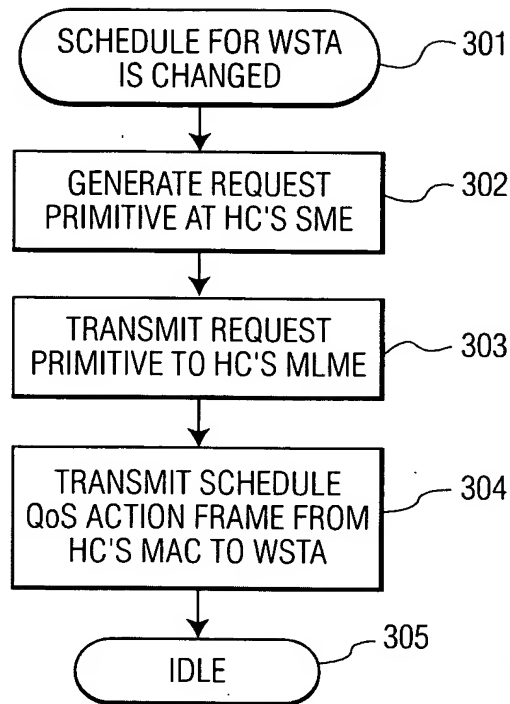 SCHEDULE FOR WSTA
IS CHANGED
301
GENERATE REQUEST
PRIMITIVE AT HC'S SME
302
TRANSMIT REQUEST
PRIMITIVE TO HC'S MLME
303
TRANSMIT SCHEDULE
QoS ACTION FRAME FROM
HC'S MAC TO WSTA
304
IDLE
305